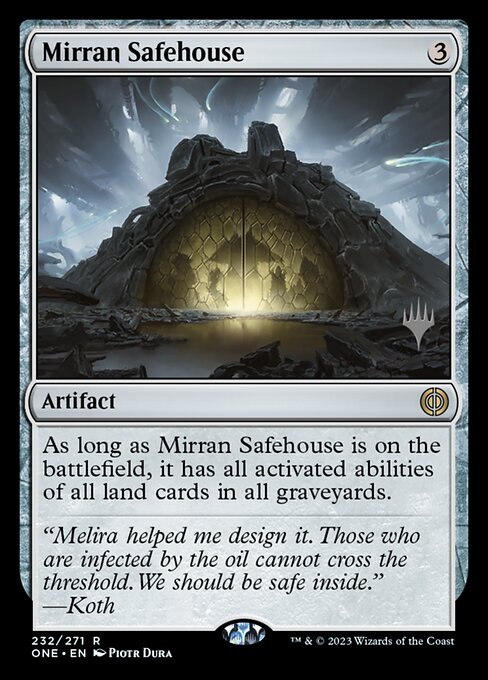 Mirran Safehouse 3
Artifact
As long as Mirran Safehouse is on the
battlefield, it has all activated abilities
of all land cards in all graveyards.
“Melira helped me design it. Those who
are infected by the oil cannot cross the
threshold. We should be safe inside.”
—Koth
232/271 R
ONE • EN Piotr Dura
™ & © 2023 Wizards of the Coast